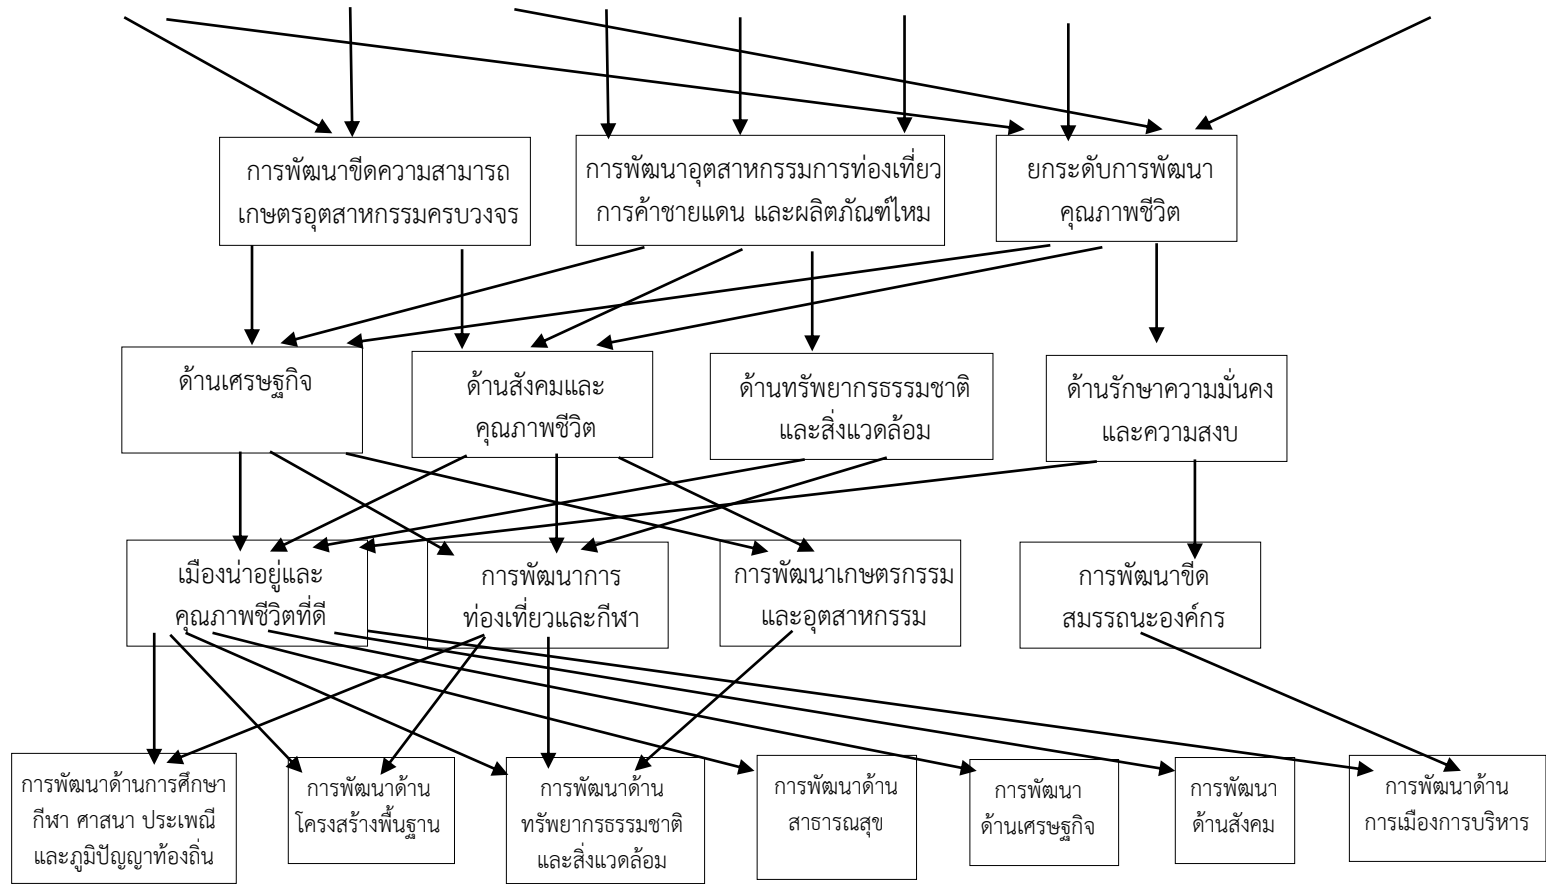 การพัฒนาขีดความสามารถ
เกษตรอุตสาหกรรมครบวงจร
การพัฒนาอุตสาหกรรมการท่องเที่ยว
การค้าชายแดน และผลิตภัณฑ์ไหม
ยกระดับการพัฒนา
คุณภาพชีวิต
ด้านเศรษฐกิจ
ด้านสังคมและ
คุณภาพชีวิต
ด้านทรัพยากรธรรมชาติ
และสิ่งแวดล้อม
ด้านรักษาความมั่นคง
และความสงบ
เมืองน่าอยู่และ
คุณภาพชีวิตที่ดี
การพัฒนาการ
ท่องเที่ยวและกีฬา
การพัฒนาเกษตรกรรม
และอุตสาหกรรม
การพัฒนาขีด
สมรรถนะองค์กร
การพัฒนาด้านการศึกษา
กีฬา ศาสนา ประเพณี
และภูมิปัญญาท้องถิ่น
การพัฒนาด้าน
โครงสร้างพื้นฐาน
การพัฒนาด้าน
ทรัพยากรธรรมชาติ
และสิ่งแวดล้อม
การพัฒนาด้าน
สาธารณสุข
การพัฒนา
ด้านเศรษฐกิจ
การพัฒนา
ด้านสังคม
การพัฒนาด้าน
การเมืองการบริหาร